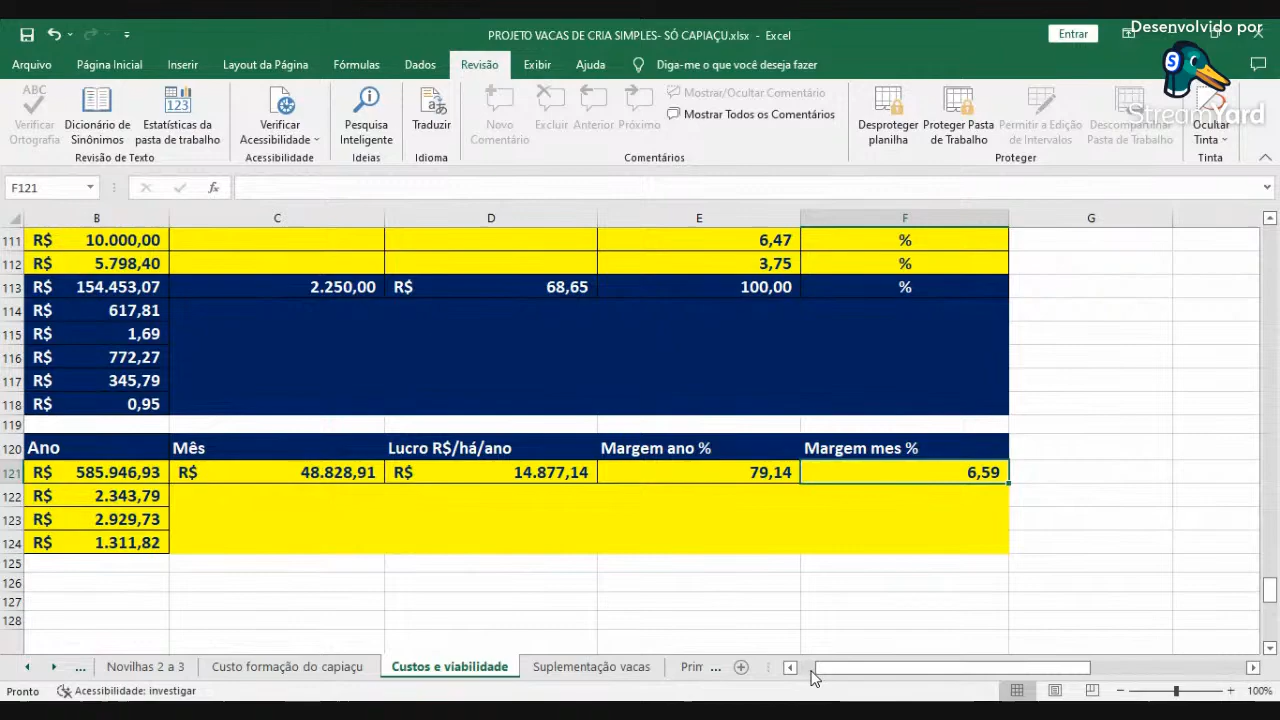 Desenvolvido por
StreamYard
PROJETO VACAS DE CRIA SIMPLES- SÓ CAPIAÇU.xlsx - Excel
Entrar
Arquivo Página Inicial Inserir Layout da Página Fórmulas Dados Revisão Exibir Ajuda Diga-me o que você deseja fazer
Verificar Ortografia
Dicionário de Sinônimos
Estatísticas da pasta de trabalho
Revisão de Texto
Verificar Acessibilidade
Acessibilidade
Pesquisa Inteligente
Ideias
Traduzir
Idioma
Novo Comentário
Excluir
Anterior
Próximo
Mostrar/Ocultar Comentário
Mostrar Todos os Comentários
Comentários
Desproteger planilha
Proteger Pasta de Trabalho
Permitir a Edição de Intervalos
Descompartilhar Pasta de Trabalho
Proteger
Ocultar Tinta
Tinta
F121 fx
B C D E F G
111 R$ 10.000,00 6,47 %
112 R$ 5.798,40 3,75 %
113 R$ 154.453,07 2.250,00 R$ 68,65 100,00 %
114 R$ 617,81
115 R$ 1,69
116 R$ 772,27
117 R$ 345,79
118 R$ 0,95
119
120 Ano Mês Lucro R$/há/ano Margem ano % Margem mes %
121 R$ 585.946,93 R$ 48.828,91 R$ 14.877,14 79,14 6,59
122 R$ 2.343,79
123 R$ 2.929,73
124 R$ 1.311,82
125
126
127
128
... Novilhas 2 a 3 Custo formação do capiaçu Custos e viabilidade Suplementação vacas Prin ...
Pronto Acessibilidade: investigar 100%